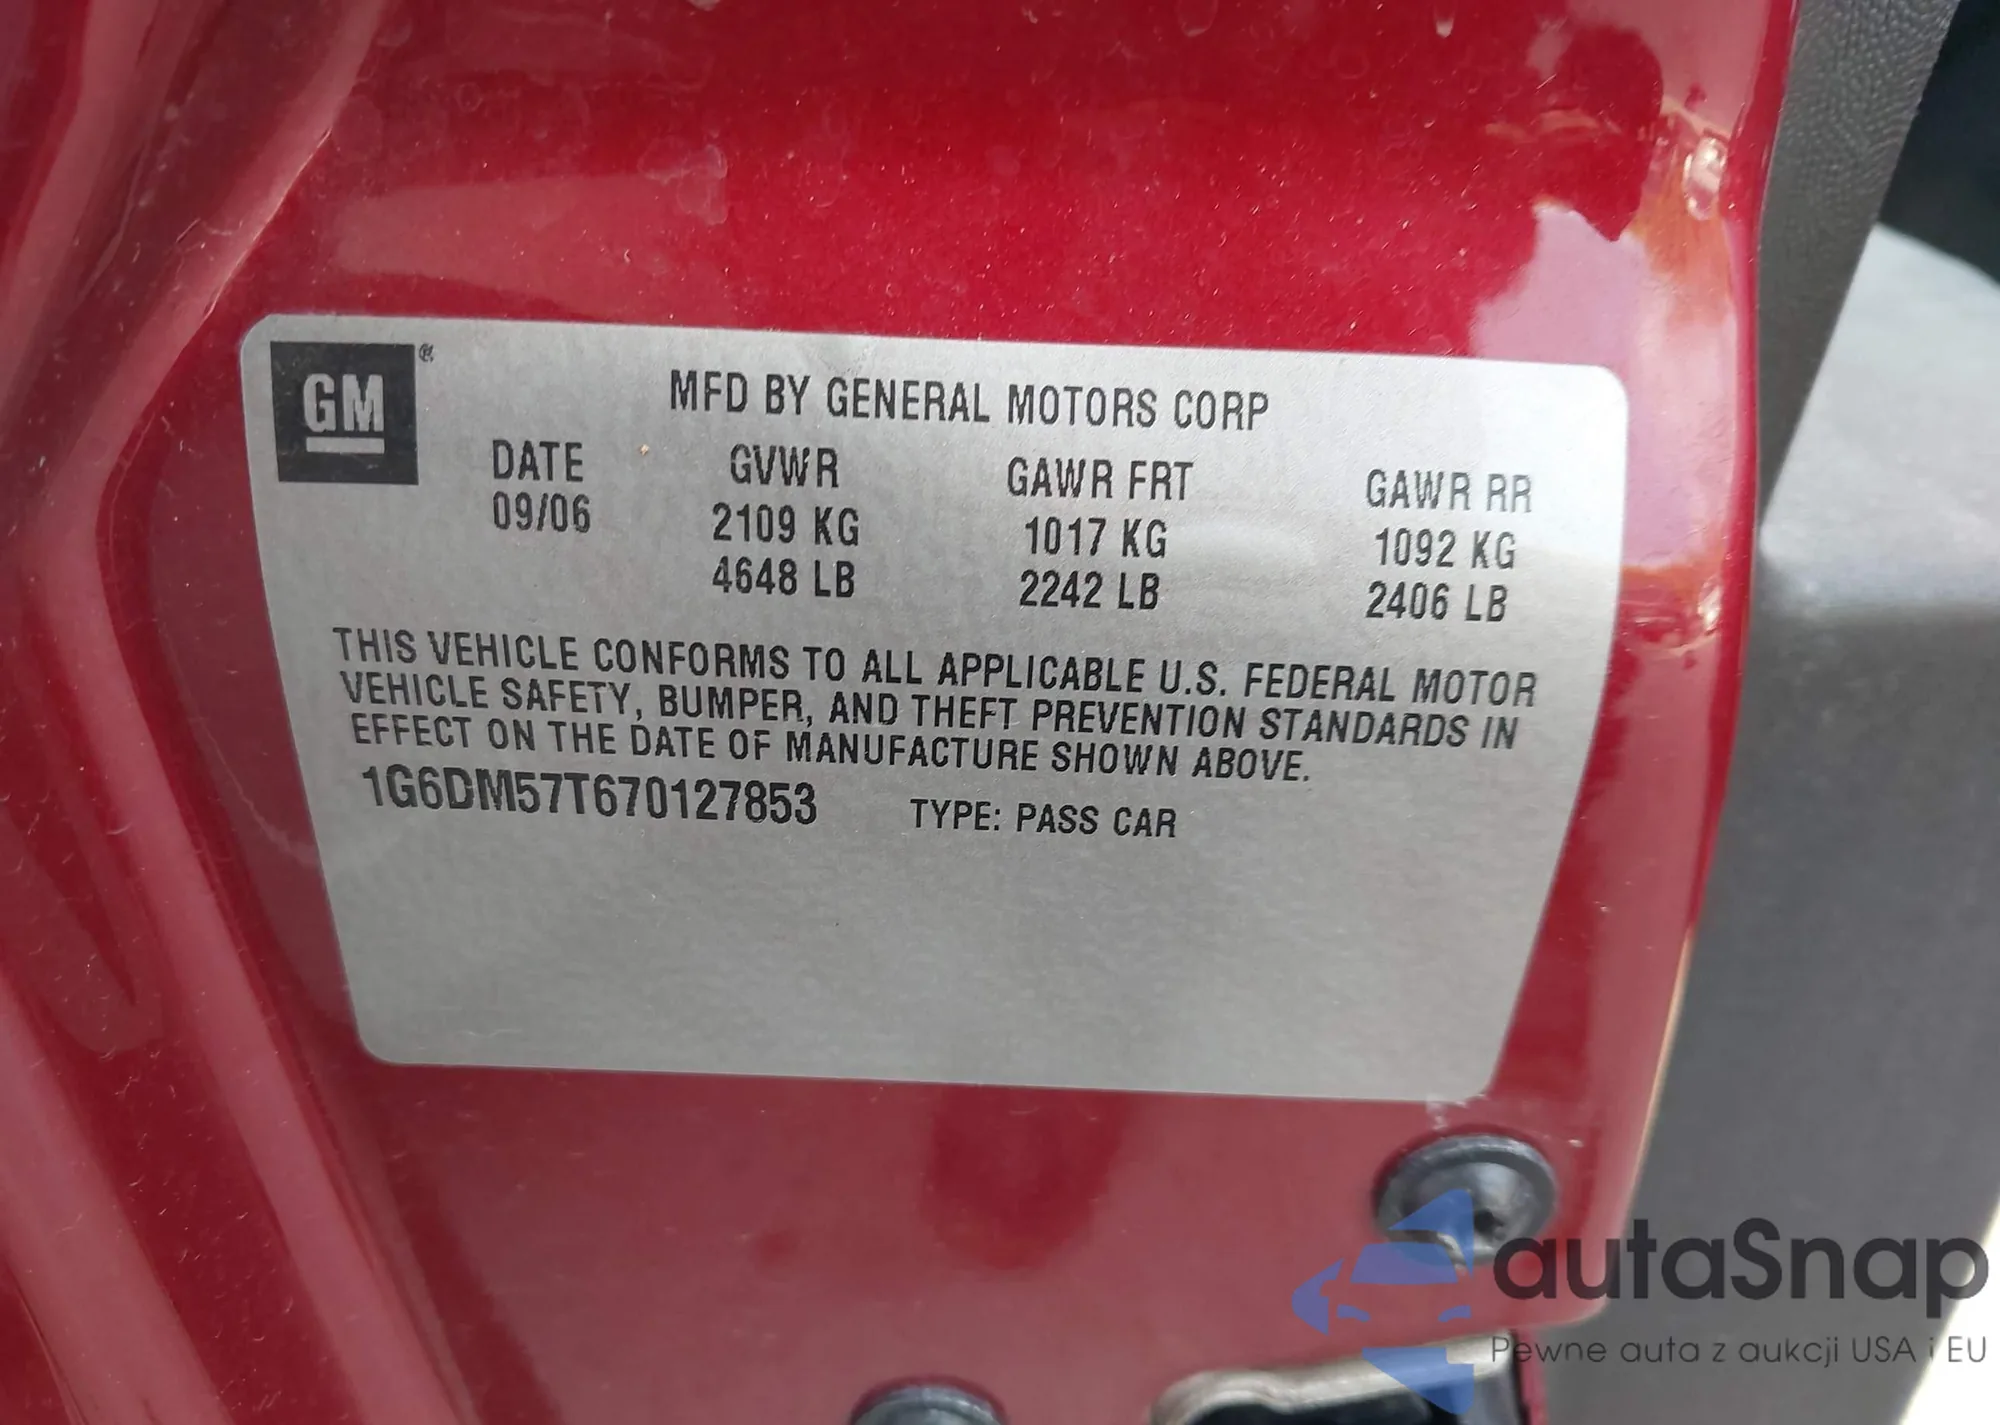 GM
MFD BY GENERAL MOTORS CORP
DATE GVWR GAWR FRT GAWR RR
09/06 2109 KG 1017 KG 1092 KG
4648 LB 2242 LB 2406 LB
THIS VEHICLE CONFORMS TO ALL APPLICABLE U.S. FEDERAL MOTOR
VEHICLE SAFETY, BUMPER, AND THEFT PREVENTION STANDARDS IN
EFFECT ON THE DATE OF MANUFACTURE SHOWN ABOVE.
1G6DM57T670127853 TYPE: PASS CAR
autaSnap
Pewne auta z aukcji USA i EU